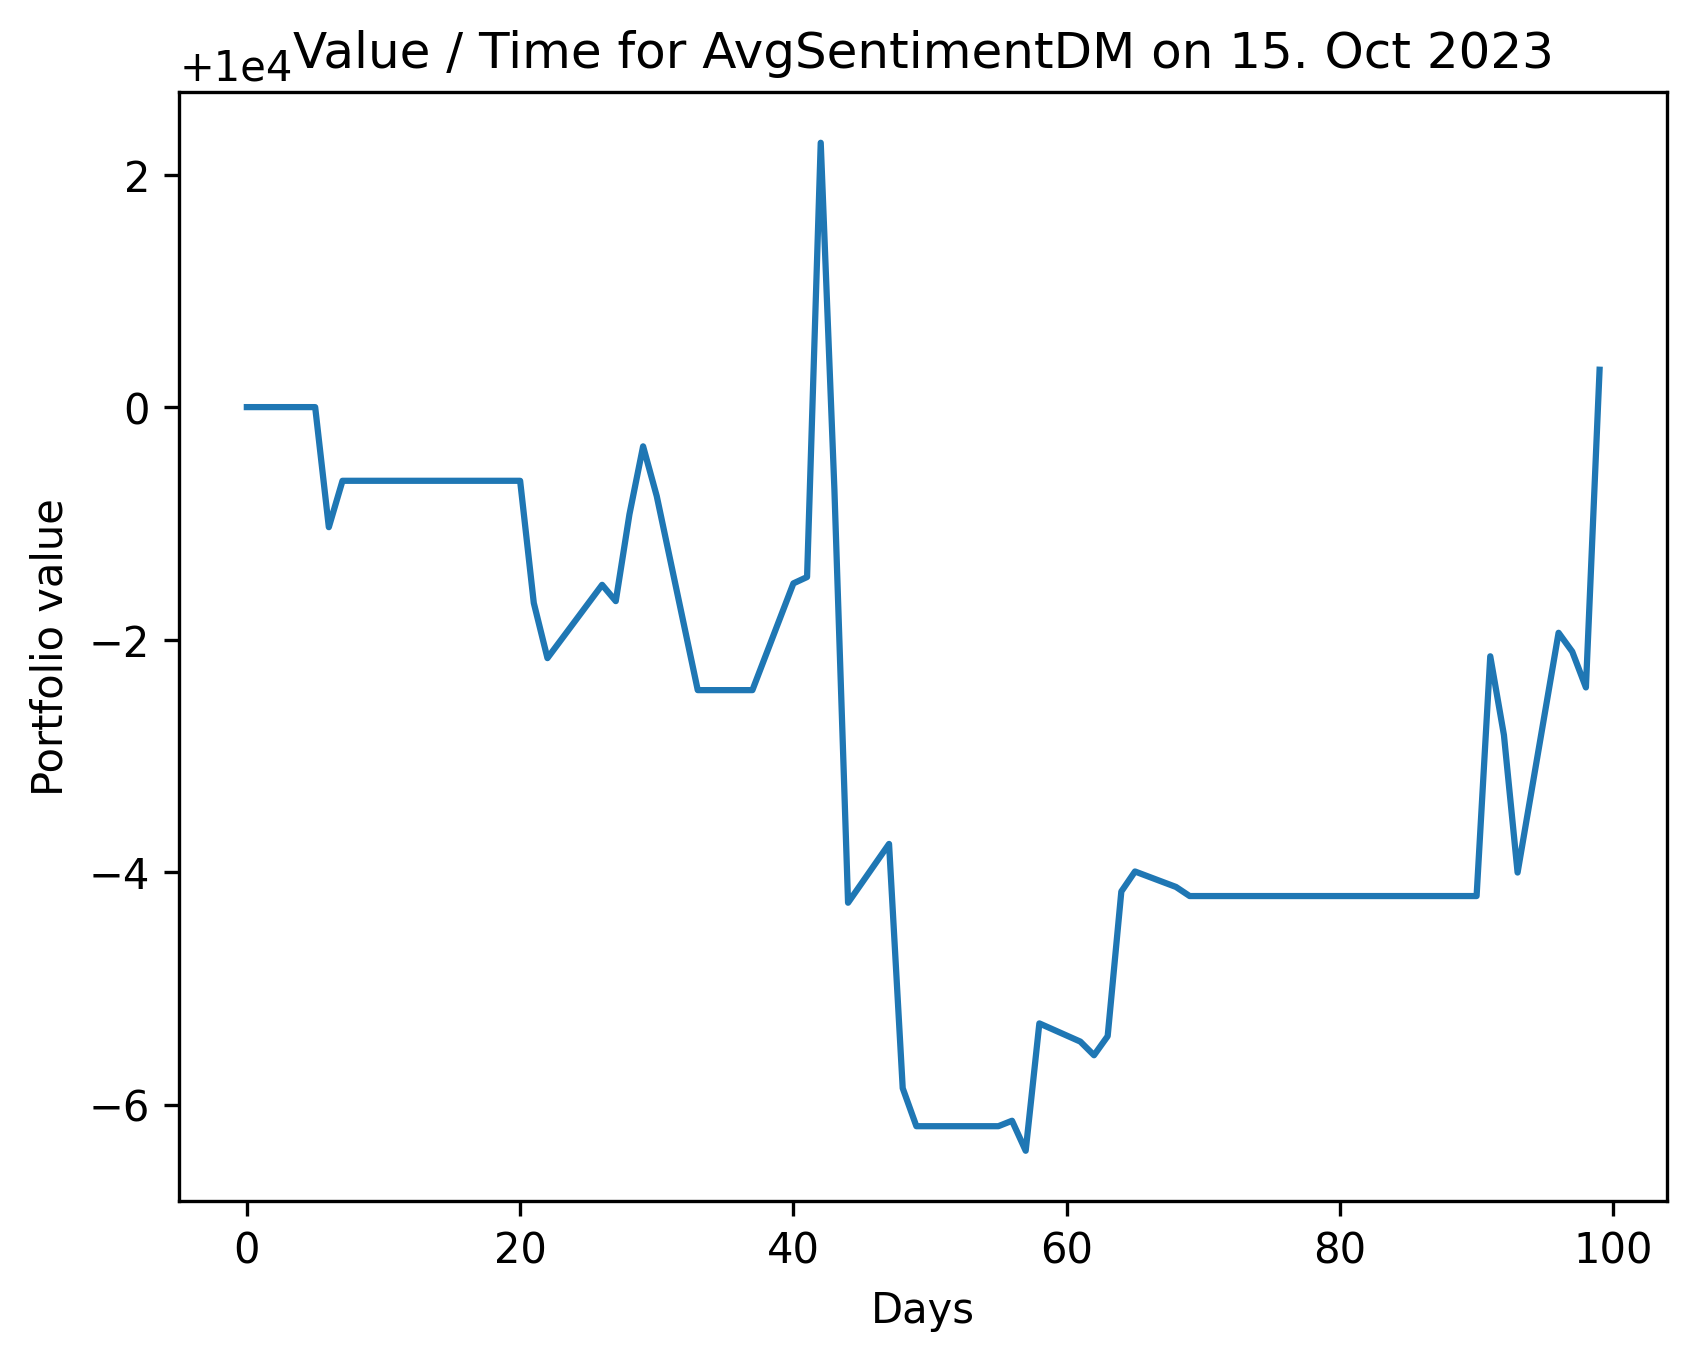 Value / Time for AvgSentimentDM on 15. Oct 2023
+1e4
2
0
−2
−4
−6
Portfolio value
0 20 40 60 80 100
Days